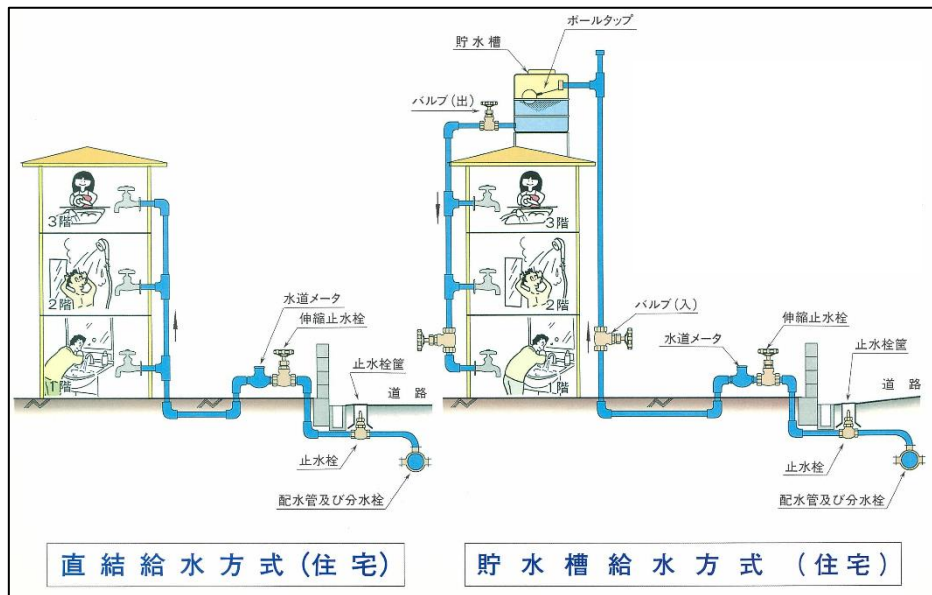 3階
2階
1階
水道メータ
伸縮止水栓
止水栓筐
道路
止水栓
配水管及び分水栓
直結給水方式(住宅)
ボールタップ
貯水槽
バルブ(出)
3階
2階
階
バルブ(入)
水道メータ
伸縮止水栓
止水栓筐
道路
止水栓
配水管及び分水栓
貯水槽給水方式(住宅)